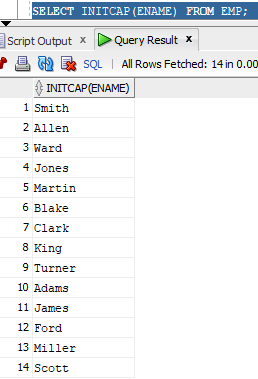 SELECT INITCAP(ENAME) FROM EMP;
Script Output x Query Result x
SQL | All Rows Fetched: 14 in 0.00
INITCAP(ENAME)
1 Smith
2 Allen
3 Ward
4 Jones
5 Martin
6 Blake
7 Clark
8 King
9 Turner
10 Adams
11 James
12 Ford
13 Miller
14 Scott